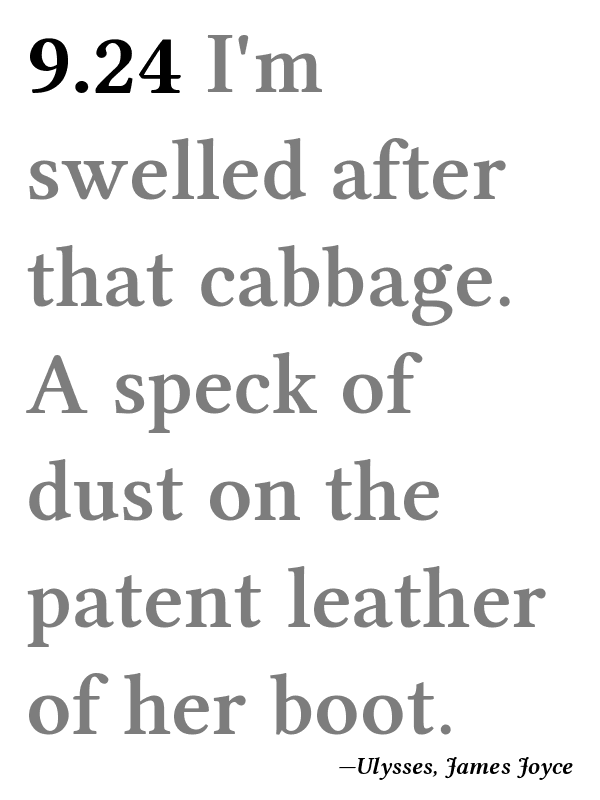 9.24 I'm
swelled after
that cabbage.
A speck of
dust on the
patent leather
of her boot.
—Ulysses, James Joyce